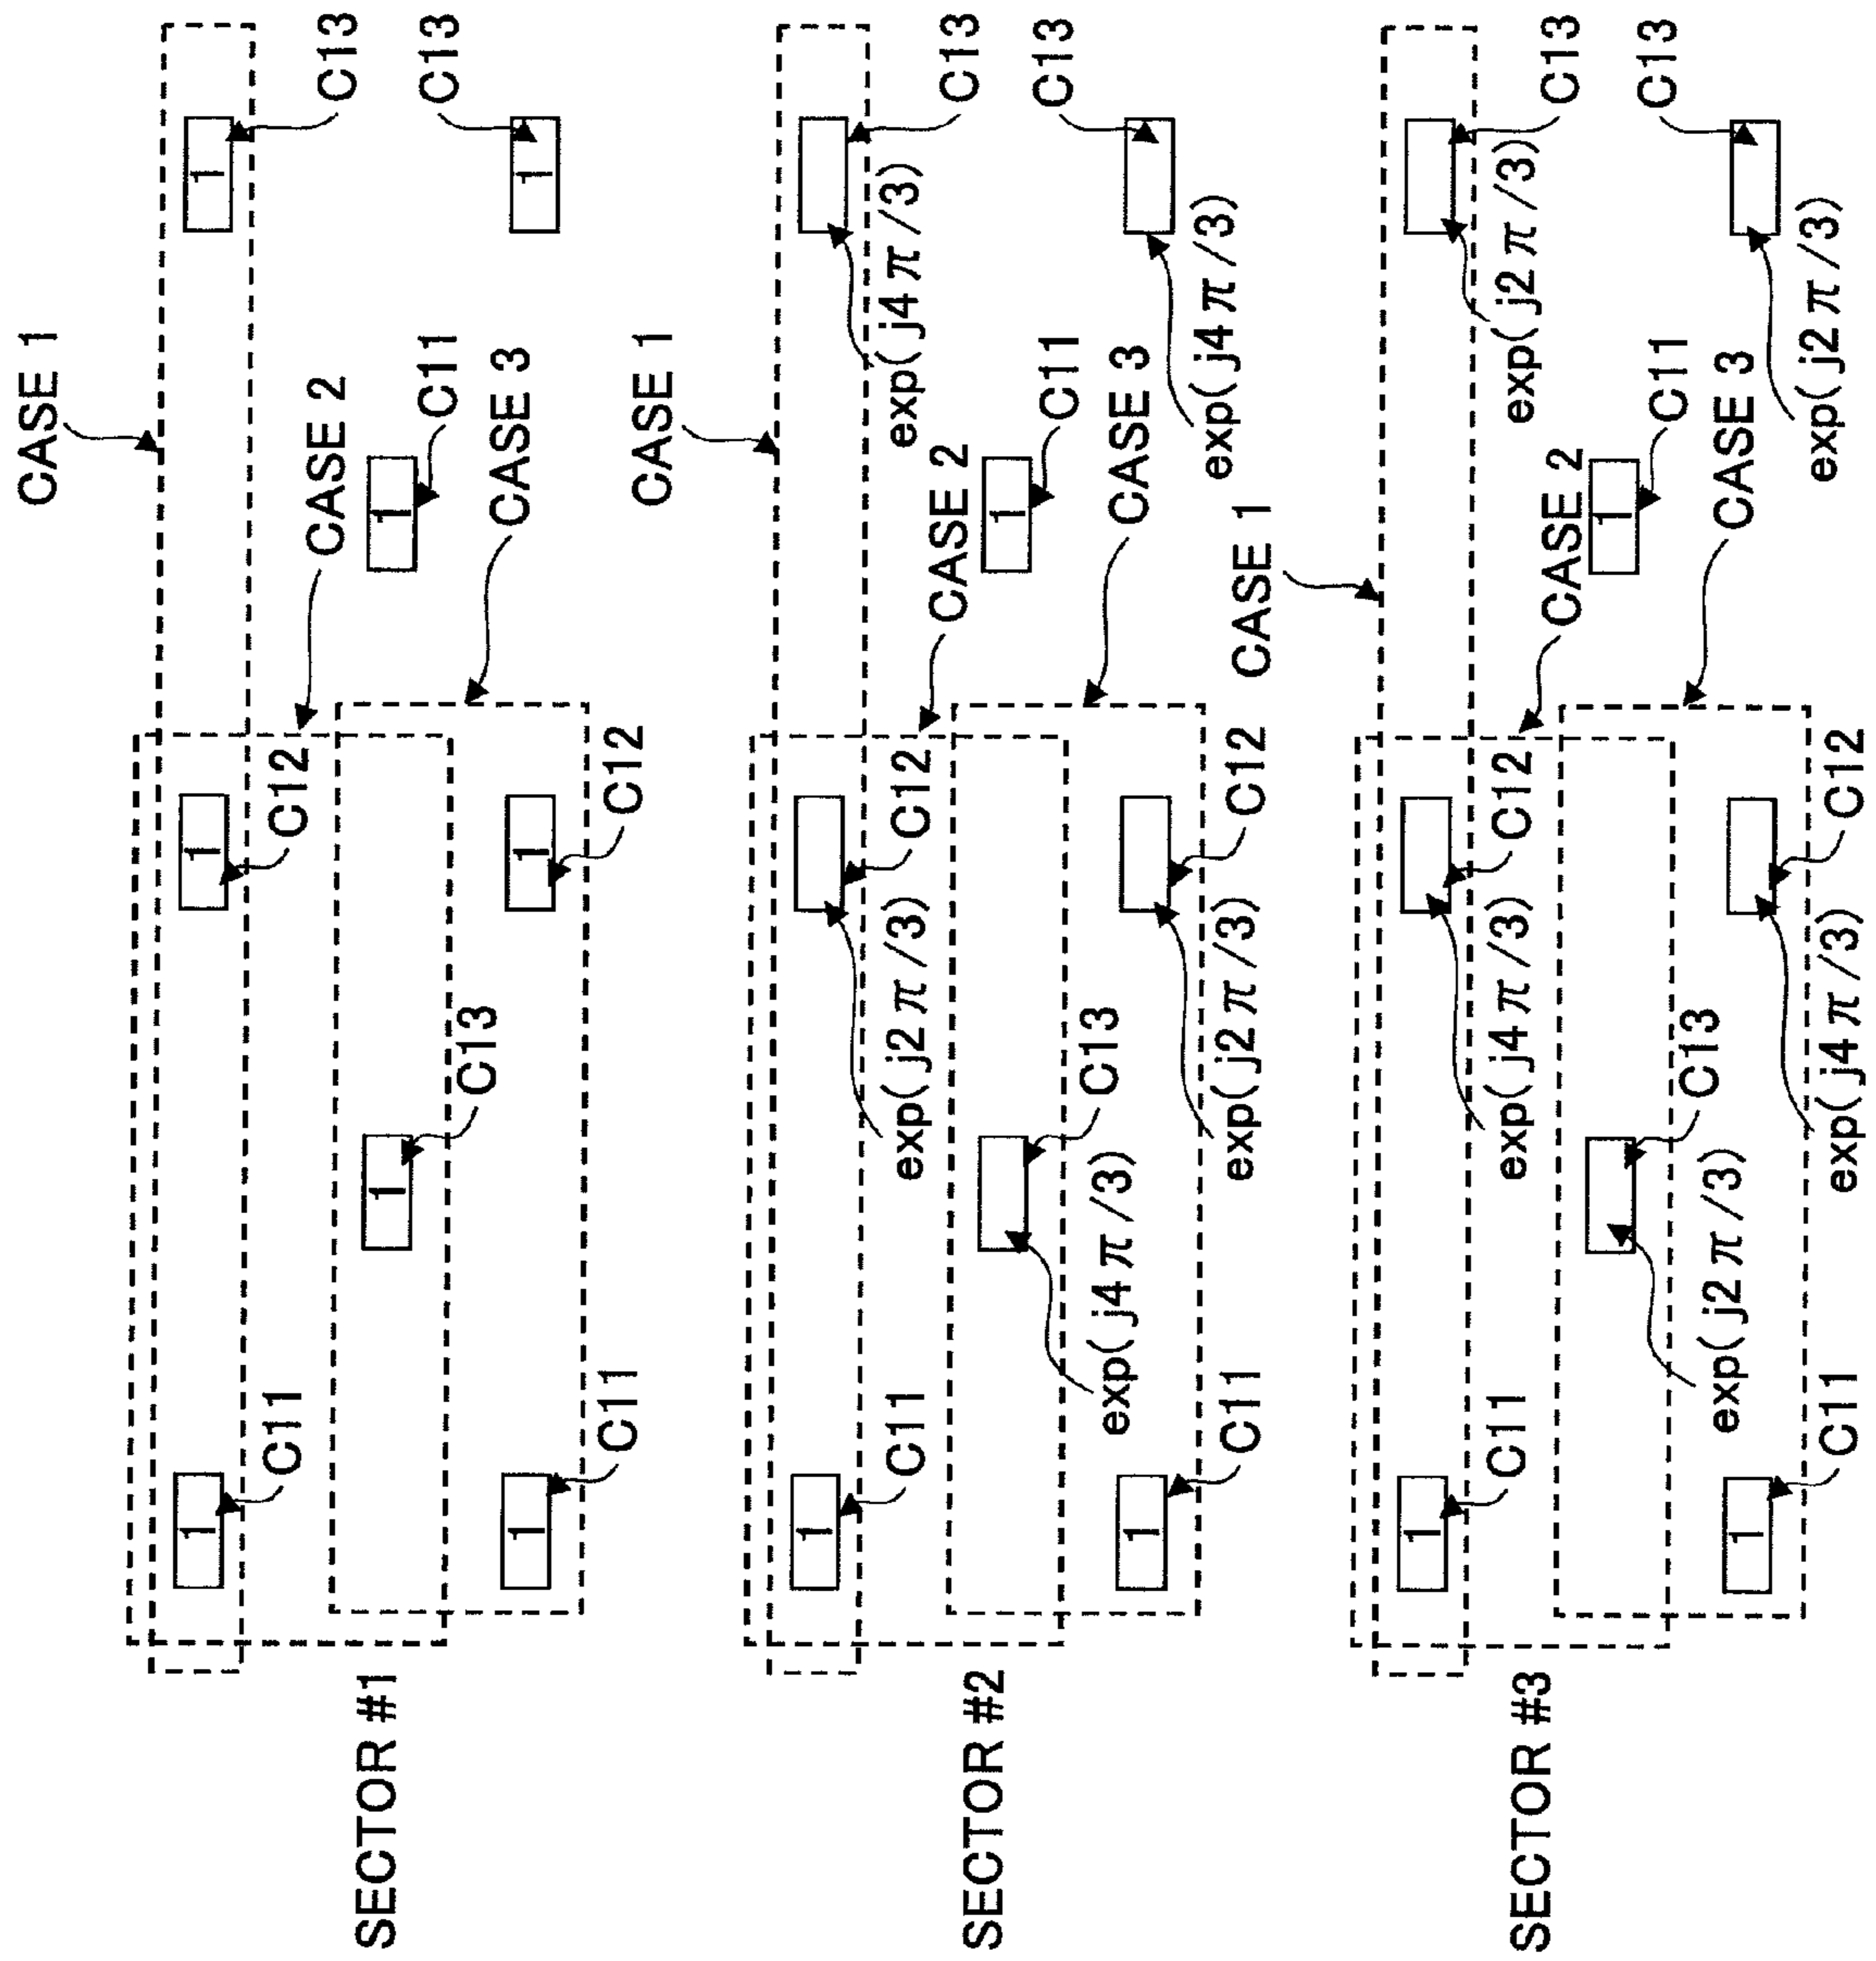 CASE 1
1
1
1
C11
C12
CASE 2
C13
SECTOR #1
1
1
C11
C13
C13
CASE 3
1
1
1
C11
C12
CASE 1
1
C11
exp(j2π/3)
C12
exp(j4π/3)
C13
CASE 2
SECTOR #2
1
C11
C13
exp(j4π/3)
C13
CASE 3
1
exp(j4π/3)
C11
exp(j2π/3)
C12
CASE 1
1
C11
exp(j4π/3)
C12
exp(j2π/3)
C13
CASE 2
SECTOR #3
1
C11
C13
exp(j2π/3)
C13
CASE 3
1
exp(j2π/3)
C11
exp(j4π/3)
C12